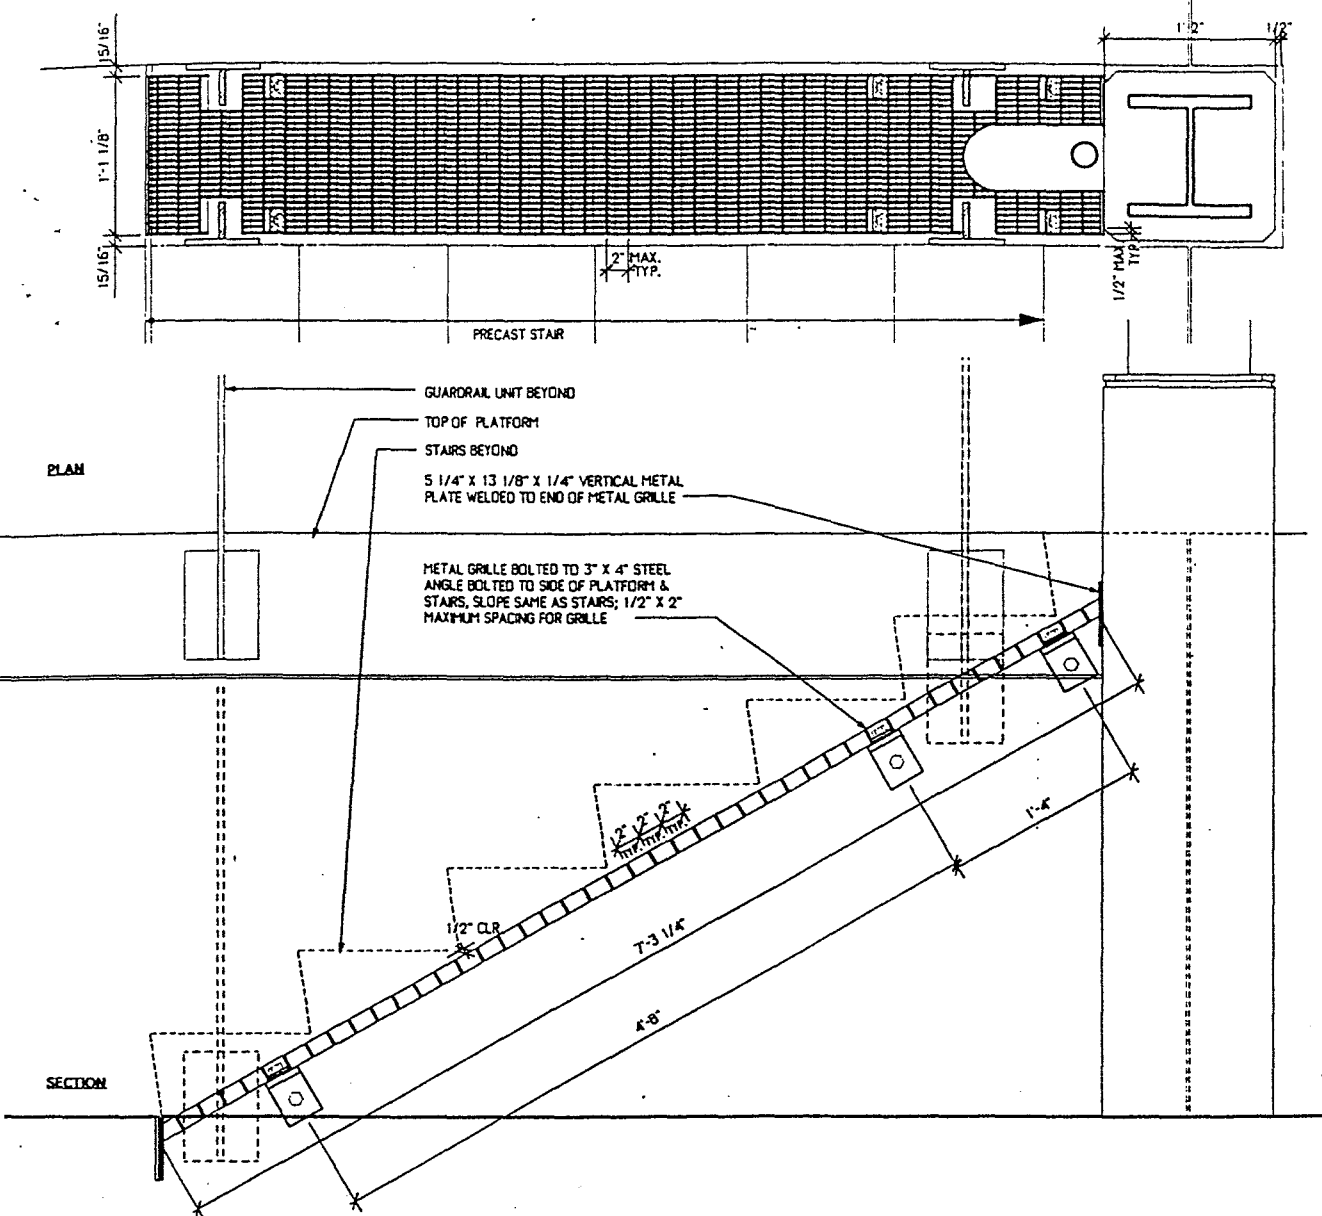 15/16"
1'-2"
1/2"
1'-1 1/8"
15/16"
2" MAX.
TYP.
1/2" MAX
TYP.
PRECAST STAIR
GUARDRAIL UNIT BEYOND
TOP OF PLATFORM
STAIRS BEYOND
PLAN
5 1/4" X 13 1/8" X 1/4" VERTICAL METAL
PLATE WELDED TO END OF METAL GRILLE
METAL GRILLE BOLTED TO 3" X 4" STEEL
ANGLE BOLTED TO SIDE OF PLATFORM &
STAIRS, SLOPE SAME AS STAIRS; 1/2" X 2"
MAXIMUM SPACING FOR GRILLE
2" 2" 2"
1'-4"
1/2" CLR
7'-3 1/4"
4'-8"
SECTION